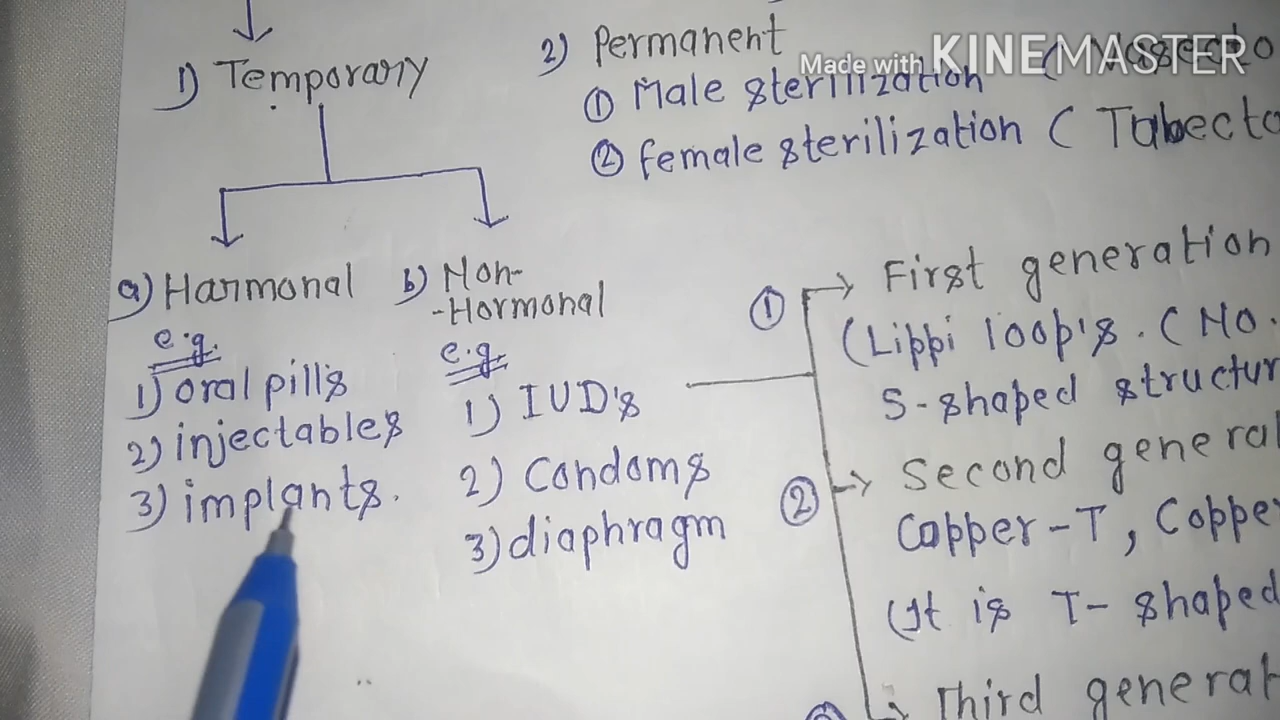 1) Temporary
2) Permanent
Made with KINEMASTER
① Male sterilization (
② female sterilization ( Tubecto
a) Harmonal
b) Non-
-Hormonal
e.g.
1) oral pill's
2) injectables
3) implants.
e.g.
1) IUD's
2) Condoms
3) diaphragm
① → First generation
(Lippi loop's. (No.
S-shaped structur
② → Second general
Copper-T, Coppe
(It is T- shaped
Third generat